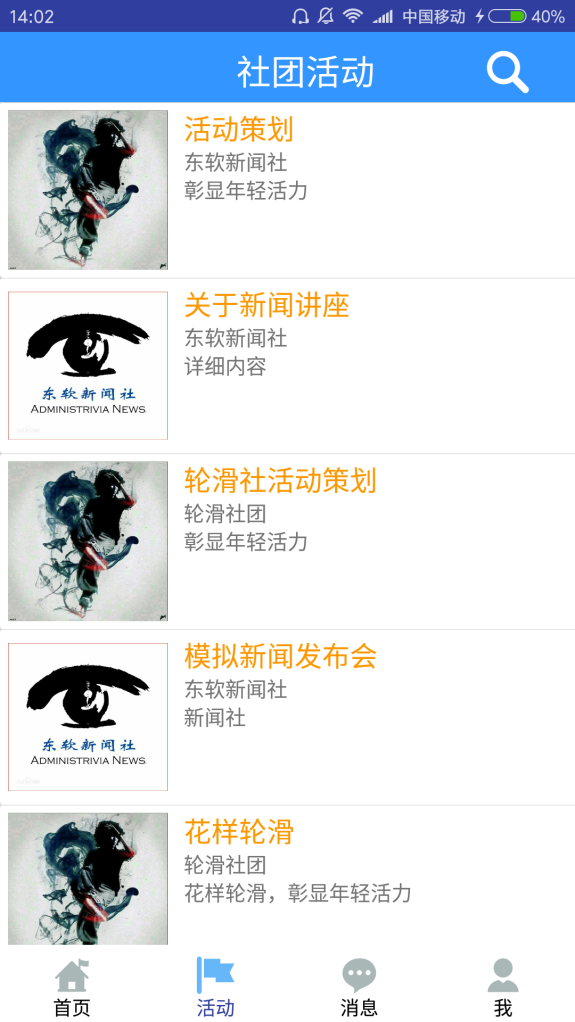 14:02 中国移动 40%
社团活动
活动策划
东软新闻社
彰显年轻活力
关于新闻讲座
东软新闻社
详细内容
东软新闻社
ADMINISTRIVIA NEWS
轮滑社活动策划
轮滑社团
彰显年轻活力
模拟新闻发布会
东软新闻社
新闻社
东软新闻社
ADMINISTRIVIA NEWS
花样轮滑
轮滑社团
花样轮滑，彰显年轻活力
首页 活动 消息 我